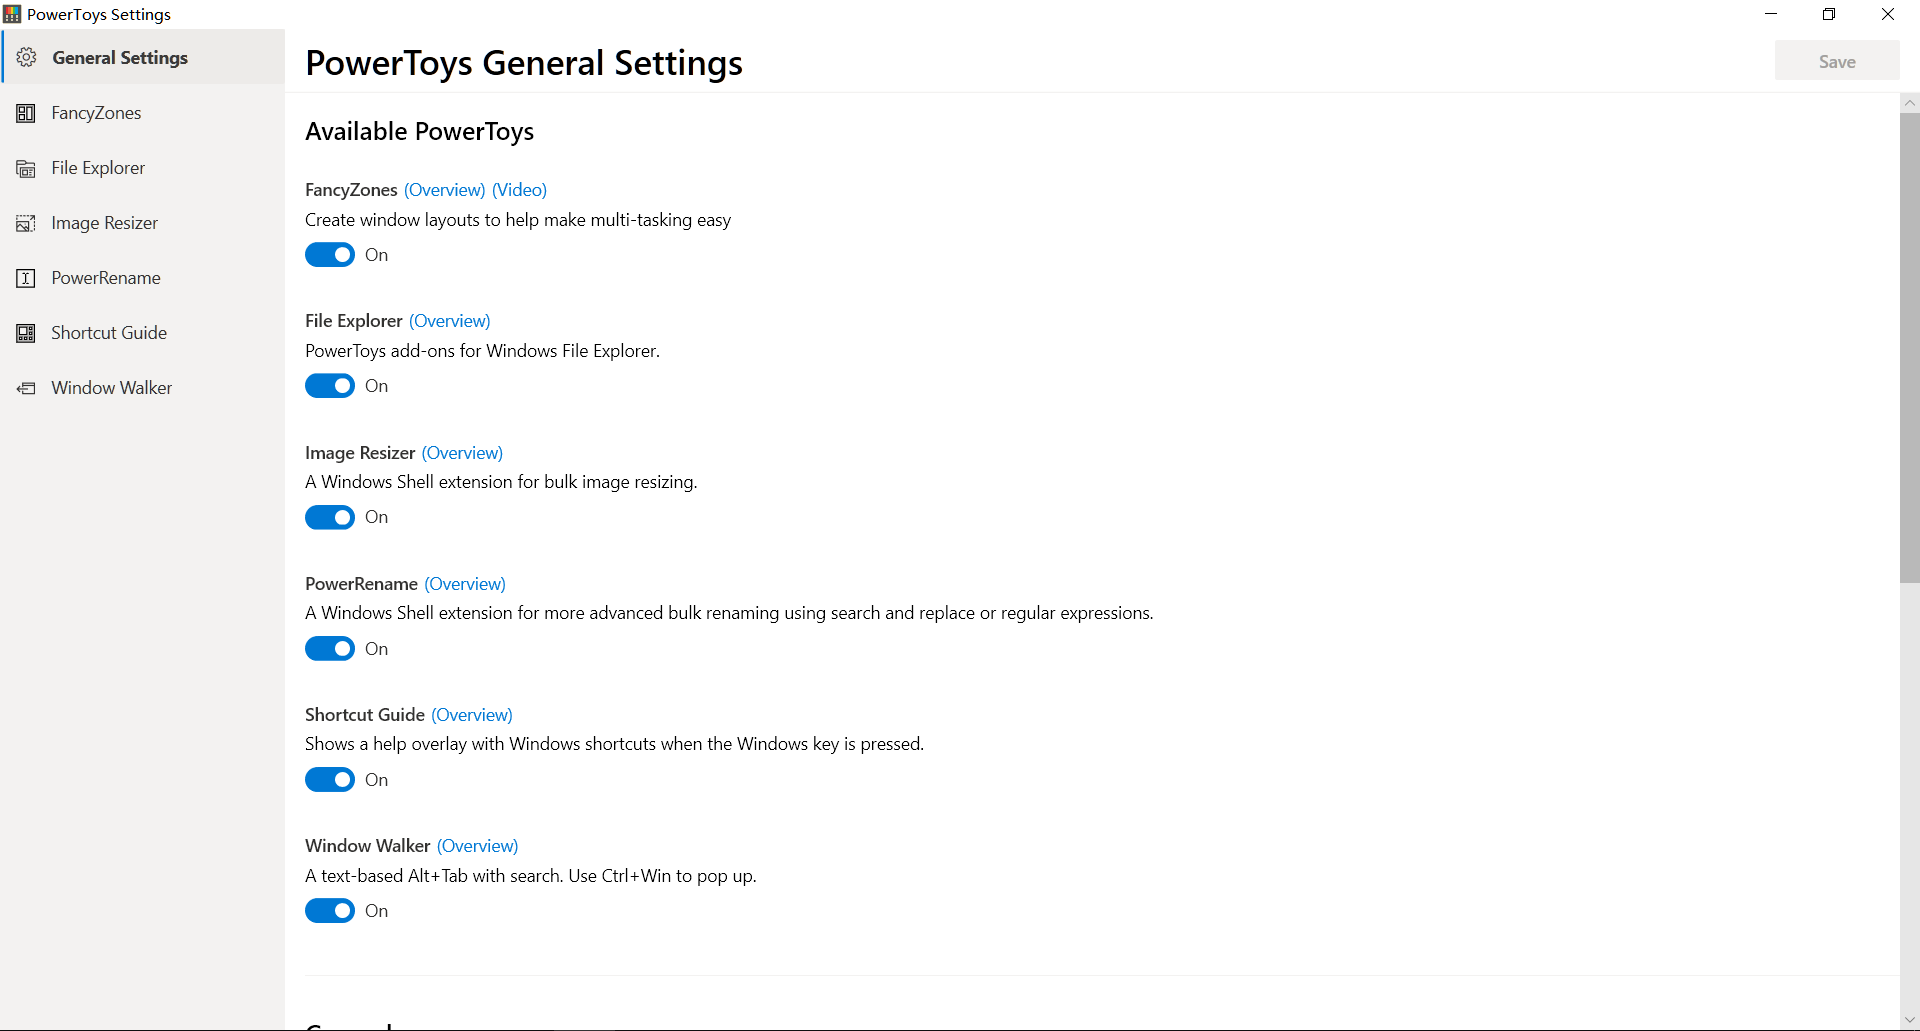 PowerToys Settings
General Settings
FancyZones
File Explorer
Image Resizer
PowerRename
Shortcut Guide
Window Walker
PowerToys General Settings
Save
Available PowerToys
FancyZones (Overview) (Video)
Create window layouts to help make multi-tasking easy
On
File Explorer (Overview)
PowerToys add-ons for Windows File Explorer.
On
Image Resizer (Overview)
A Windows Shell extension for bulk image resizing.
On
PowerRename (Overview)
A Windows Shell extension for more advanced bulk renaming using search and replace or regular expressions.
On
Shortcut Guide (Overview)
Shows a help overlay with Windows shortcuts when the Windows key is pressed.
On
Window Walker (Overview)
A text-based Alt+Tab with search. Use Ctrl+Win to pop up.
On